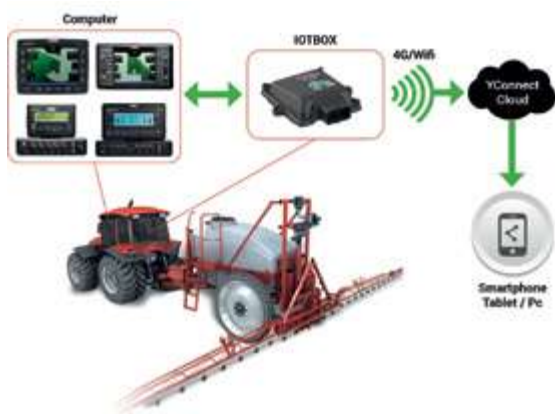 Computer
IOTBOX
4G/Wifi
YConnect
Cloud
Smartphone
Tablet / Pc